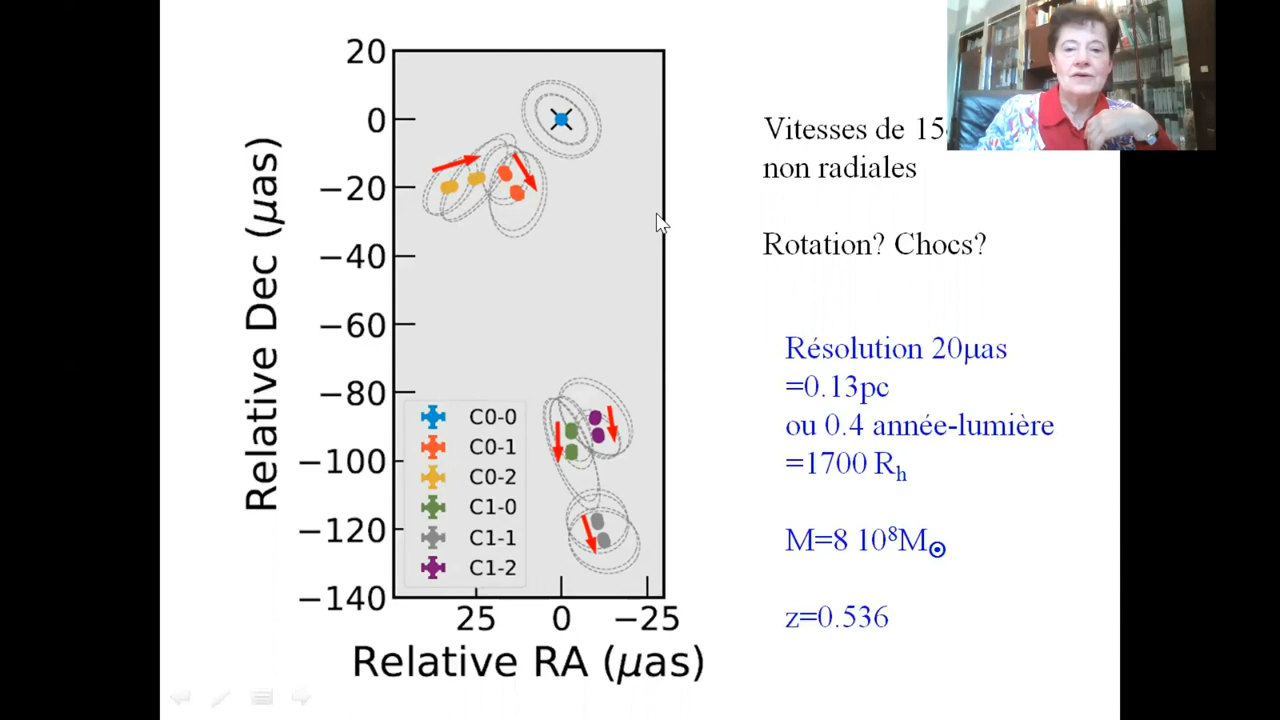 20
0
−20
−40
−60
−80
−100
−120
−140
Relative Dec (μas)
C0-0
C0-1
C0-2
C1-0
C1-1
C1-2
25 0 −25
Relative RA (μas)
Vitesses de
non radiales
Rotation? Chocs?
Résolution 20μas
=0.13pc
ou 0.4 année-lumière
=1700 Rₕ
M=8 10⁸M☉
z=0.536